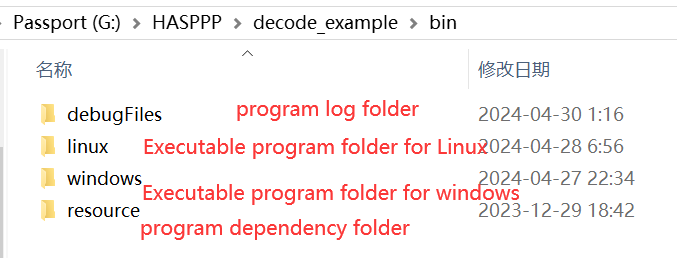 Passport (G:) > HASPPP > decode_example > bin
名称 修改日期
debugFiles program log folder 2024-04-30 1:16
linux Executable program folder for Linux 2024-04-28 6:56
windows Executable program folder for windows 2024-04-27 22:34
resource program dependency folder 2023-12-29 18:42